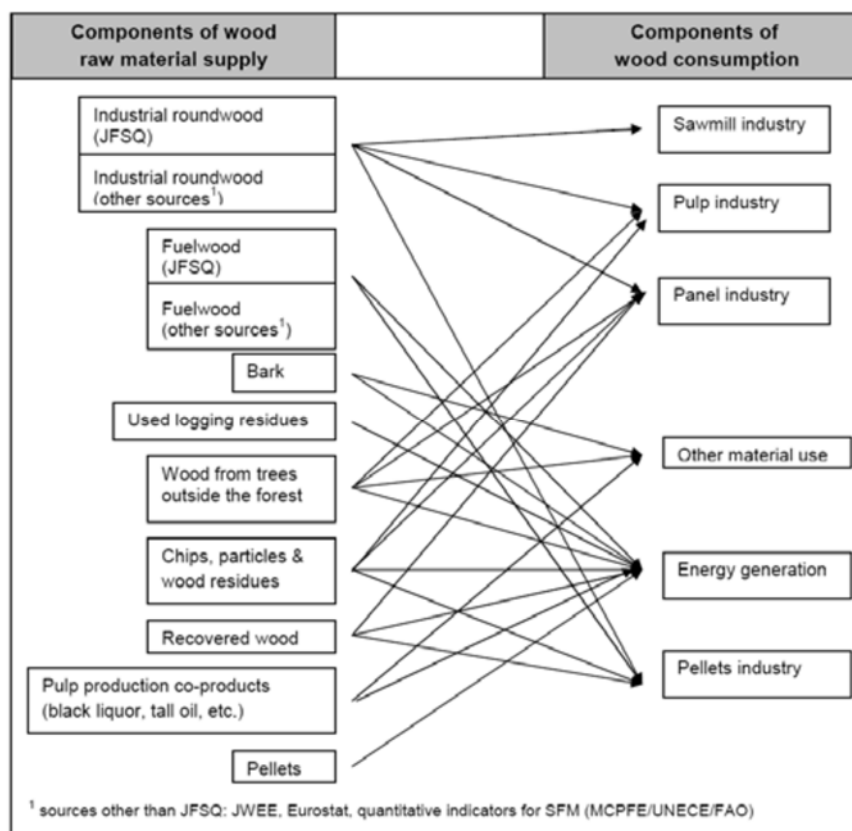 Components of wood
raw material supply
Components of
wood consumption
Industrial roundwood
(JFSQ)
Industrial roundwood
(other sources¹)
Fuelwood
(JFSQ)
Fuelwood
(other sources¹)
Bark
Used logging residues
Wood from trees
outside the forest
Chips, particles &
wood residues
Recovered wood
Pulp production co-products
(black liquor, tall oil, etc.)
Pellets
Sawmill industry
Pulp industry
Panel industry
Other material use
Energy generation
Pellets industry
¹ sources other than JFSQ: JWEE, Eurostat, quantitative indicators for SFM (MCPFE/UNECE/FAO)